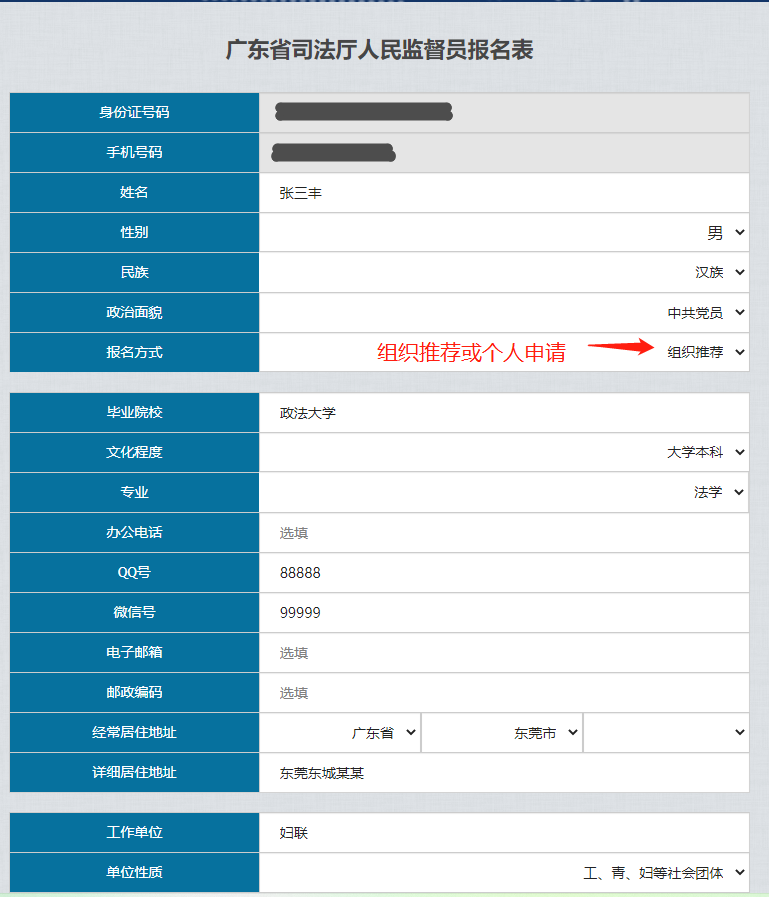 广东省司法厅人民监督员报名表
身份证号码
手机号码
姓名 张三丰
性别 男
民族 汉族
政治面貌 中共党员
报名方式 组织推荐或个人申请 组织推荐
毕业院校 政法大学
文化程度 大学本科
专业 法学
办公电话 选填
QQ号 88888
微信号 99999
电子邮箱 选填
邮政编码 选填
经常居住地址 广东省 东莞市
详细居住地址 东莞东城某某
工作单位 妇联
单位性质 工、青、妇等社会团体